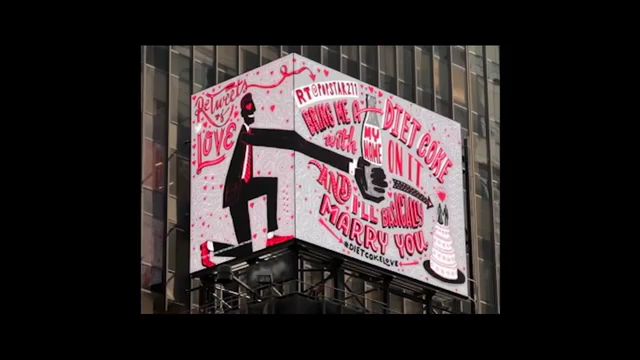 Retweets
of
LOVE
RT@POPSTAR211
BRING ME A
DIET COKE
with
MY NAME
ON IT
AND I'LL BASICALLY
MARRY YOU.
#DIETCOKELOVE